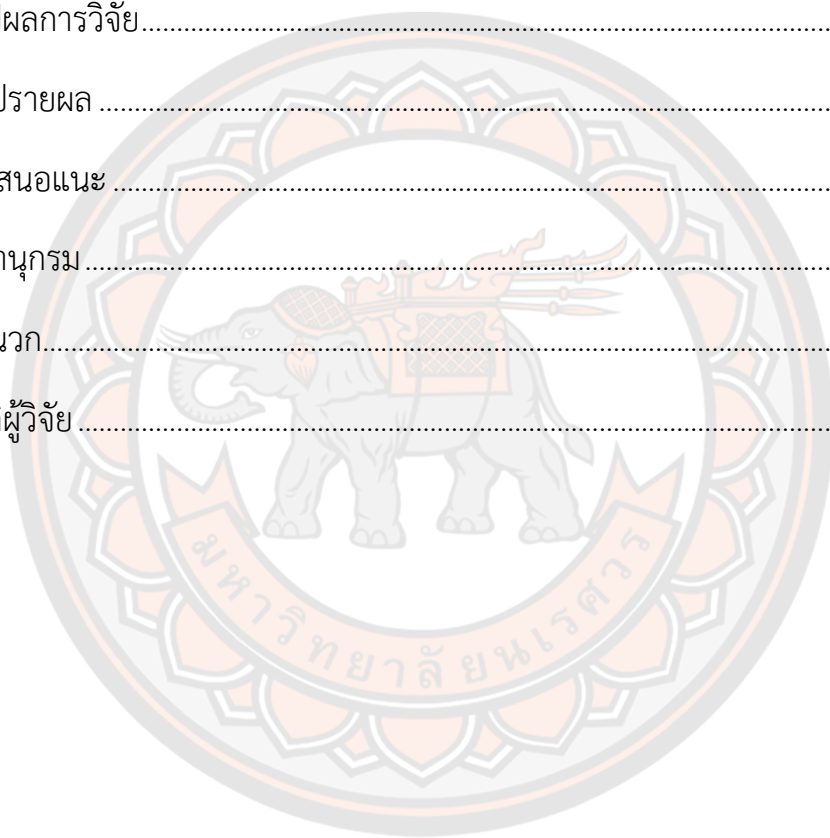 ผลการวิจัย....................................................................................................
ปรายผล ....................................................................................................
สนอแนะ ....................................................................................................
านุกรม....................................................................................................
นวก....................................................................................................
ผู้วิจัย ....................................................................................................
มหาวิทยาลัยนเรศวร